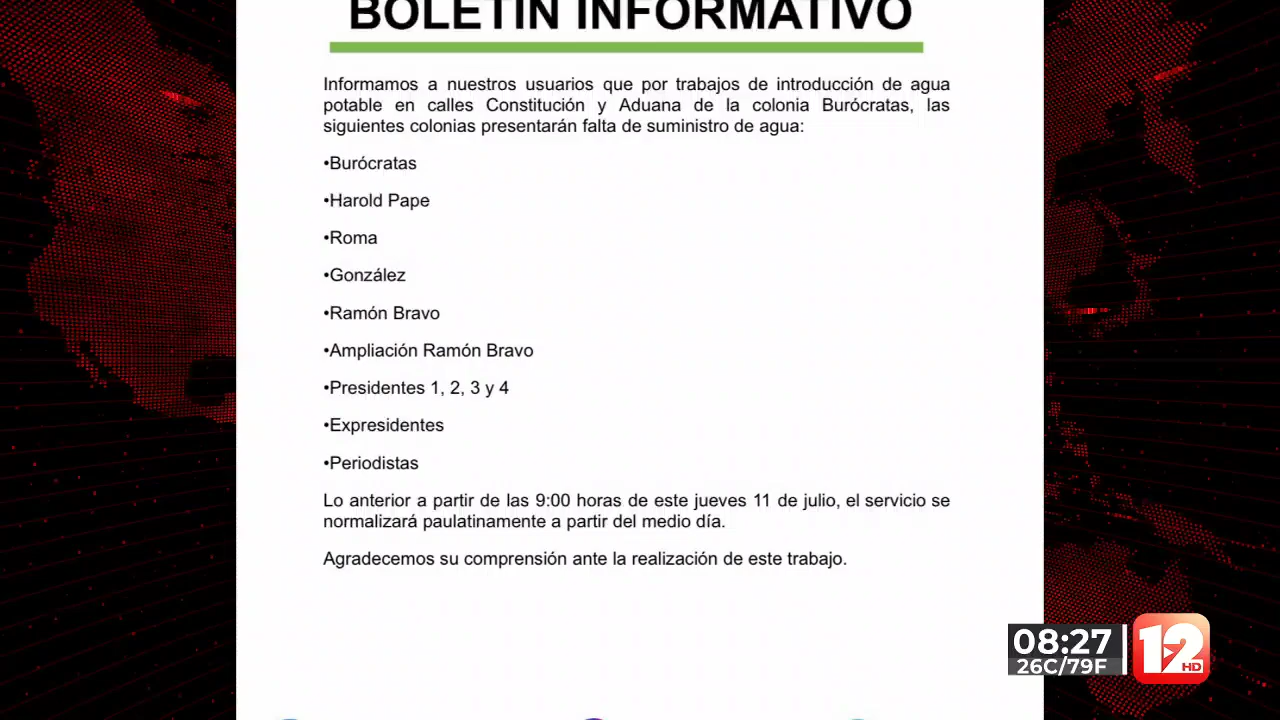 BOLETIN INFORMATIVO
Informamos a nuestros usuarios que por trabajos de introducción de agua
potable en calles Constitución y Aduana de la colonia Burócratas, las
siguientes colonias presentarán falta de suministro de agua:
•Burócratas
•Harold Pape
•Roma
•González
•Ramón Bravo
•Ampliación Ramón Bravo
•Presidentes 1, 2, 3 y 4
•Expresidentes
•Periodistas
Lo anterior a partir de las 9:00 horas de este jueves 11 de julio, el servicio se
normalizará paulatinamente a partir del medio día.
Agradecemos su comprensión ante la realización de este trabajo.
08:27
26C/79F
12
HD